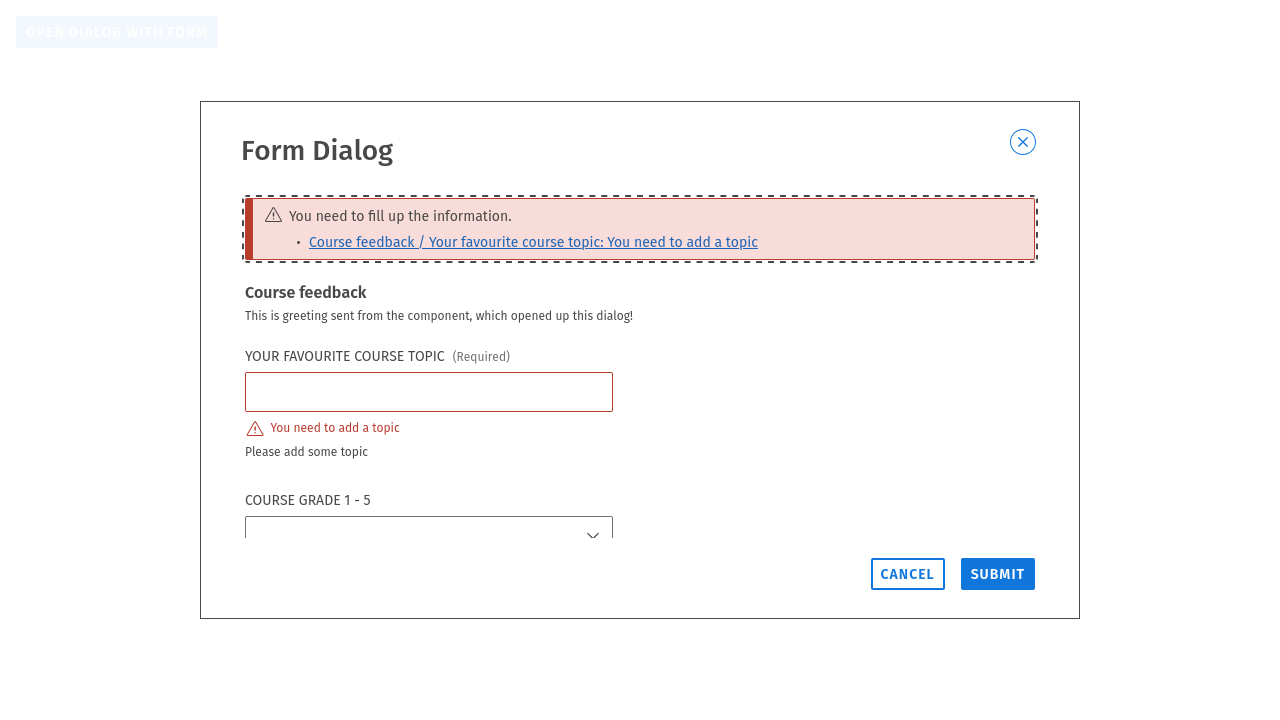 OPEN DIALOG WITH FORM
Form Dialog
You need to fill up the information.
• Course feedback / Your favourite course topic: You need to add a topic
Course feedback
This is greeting sent from the component, which opened up this dialog!
YOUR FAVOURITE COURSE TOPIC (Required)
You need to add a topic
Please add some topic
COURSE GRADE 1 - 5
CANCEL SUBMIT